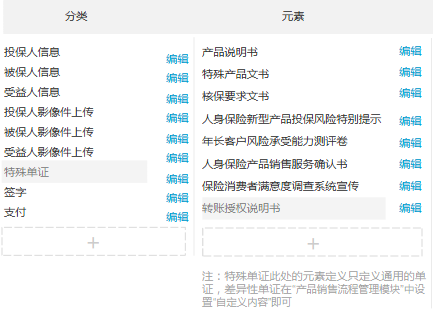 分类 元素
投保人信息 编辑
被保人信息 编辑
受益人信息 编辑
投保人影像件上传 编辑
被保人影像件上传 编辑
受益人影像件上传 编辑
特殊单证 编辑
签字 编辑
支付 编辑
+
产品说明书 编辑
特殊产品文书 编辑
核保要求文书 编辑
人身保险新型产品投保风险特别提示 编辑
年长客户风险承受能力测评卷 编辑
人身保险产品销售服务确认书 编辑
保险消费者满意度调查系统宣传 编辑
转账授权说明书 编辑
+
注：特殊单证此处的元素定义只定义通用的单
证，差异性单证在“产品销售流程管理模块”中设
置“自定义内容”即可